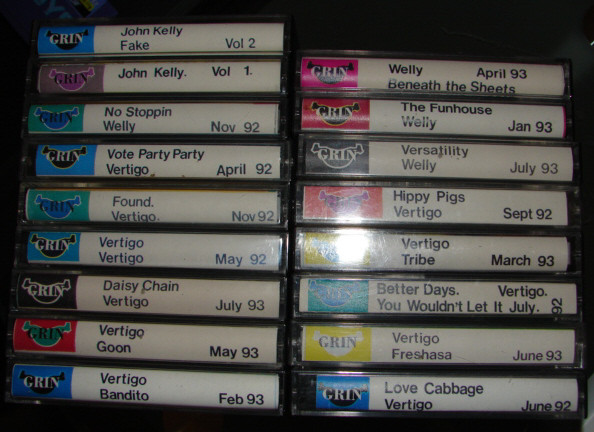 GRIN
John Kelly
Fake Vol 2
GRIN
John Kelly. Vol 1.
GRIN
No Stoppin
Welly Nov 92
GRIN
Vote Party Party
Vertigo April 92
GRIN
Found.
Vertigo. Nov 92
GRIN
Vertigo
Vertigo May 92
GRIN
Daisy Chain
Vertigo July 93
GRIN
Vertigo
Goon May 93
GRIN
Vertigo
Bandito Feb 93
GRIN
Welly April 93
Beneath the Sheets
GRIN
The Funhouse
Welly Jan 93
GRIN
Versatility
Welly July 93
GRIN
Hippy Pigs
Vertigo Sept 92
GRIN
Vertigo
Tribe March 93
GRIN
Better Days. Vertigo.
You Wouldn't Let It July. 92
GRIN
Vertigo
Freshasa June 93
GRIN
Love Cabbage
Vertigo June 92